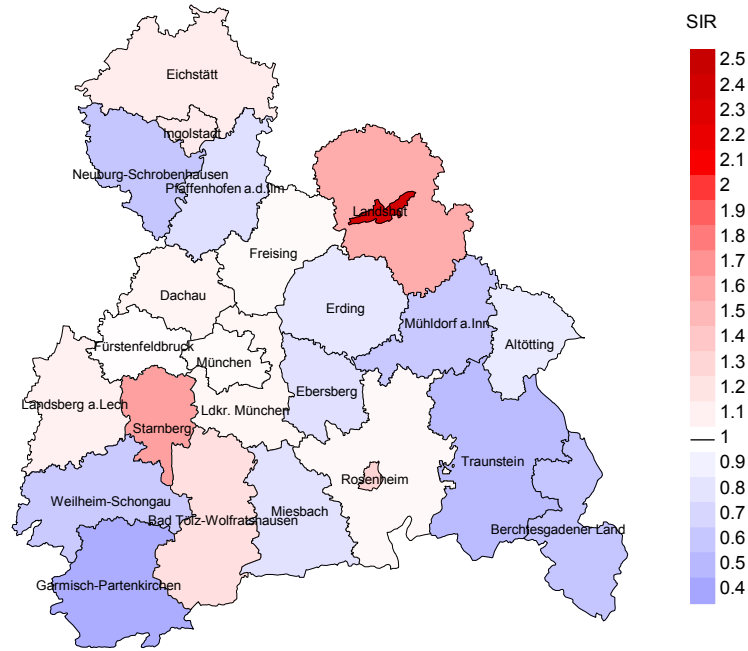 SIR
2.5
2.4
2.3
2.2
2.1
2
1.9
1.8
1.7
1.6
1.5
1.4
1.3
1.2
1.1
1
0.9
0.8
0.7
0.6
0.5
0.4
Eichstätt
Ingolstadt
Neuburg-Schrobenhausen
Pfaffenhofen a.d.Ilm
Landshut
Freising
Dachau
Erding
Mühldorf a.Inn
Altötting
Fürstenfeldbruck
München
Ebersberg
Landsberg a.Lech
Ldkr. München
Starnberg
Traunstein
Rosenheim
Weilheim-Schongau
Miesbach
Bad Tölz-Wolfratshausen
Berchtesgadener Land
Garmisch-Partenkirchen